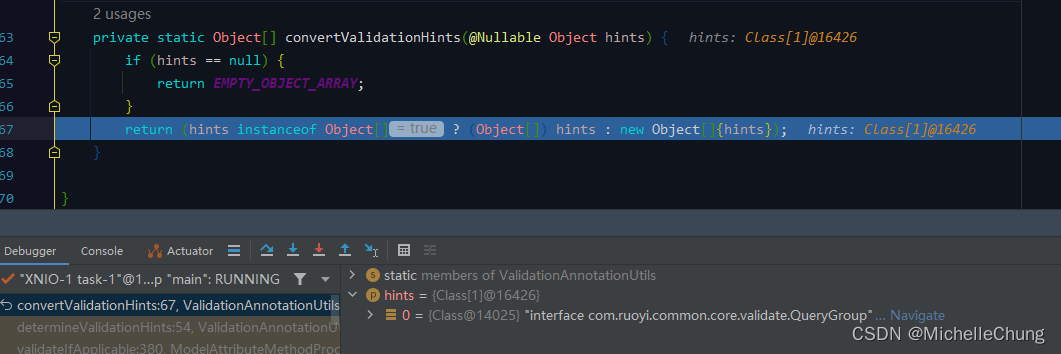 2 usages
63 private static Object[] convertValidationHints(@Nullable Object hints) { hints: Class[1]@16426
64 if (hints == null) {
65 return EMPTY_OBJECT_ARRAY;
66 }
67 return (hints instanceof Object[] = true ? (Object[]) hints : new Object[]{hints}); hints: Class[1]@16426
68 }
69
70 }
Debugger Console Actuator
"XNIO-1 task-1"@1...p "main": RUNNING
convertValidationHints:67, ValidationAnnotationUtils
determineValidationHints:54, ValidationAnnotationU
validateIfApplicable:380, ModelAttributeMethodProc
s static members of ValidationAnnotationUtils
p hints = {Class[1]@16426}
0 = {Class@14025} "interface com.ruoyi.common.core.validate.QueryGroup"... Navigate
CSDN @MichelleChung